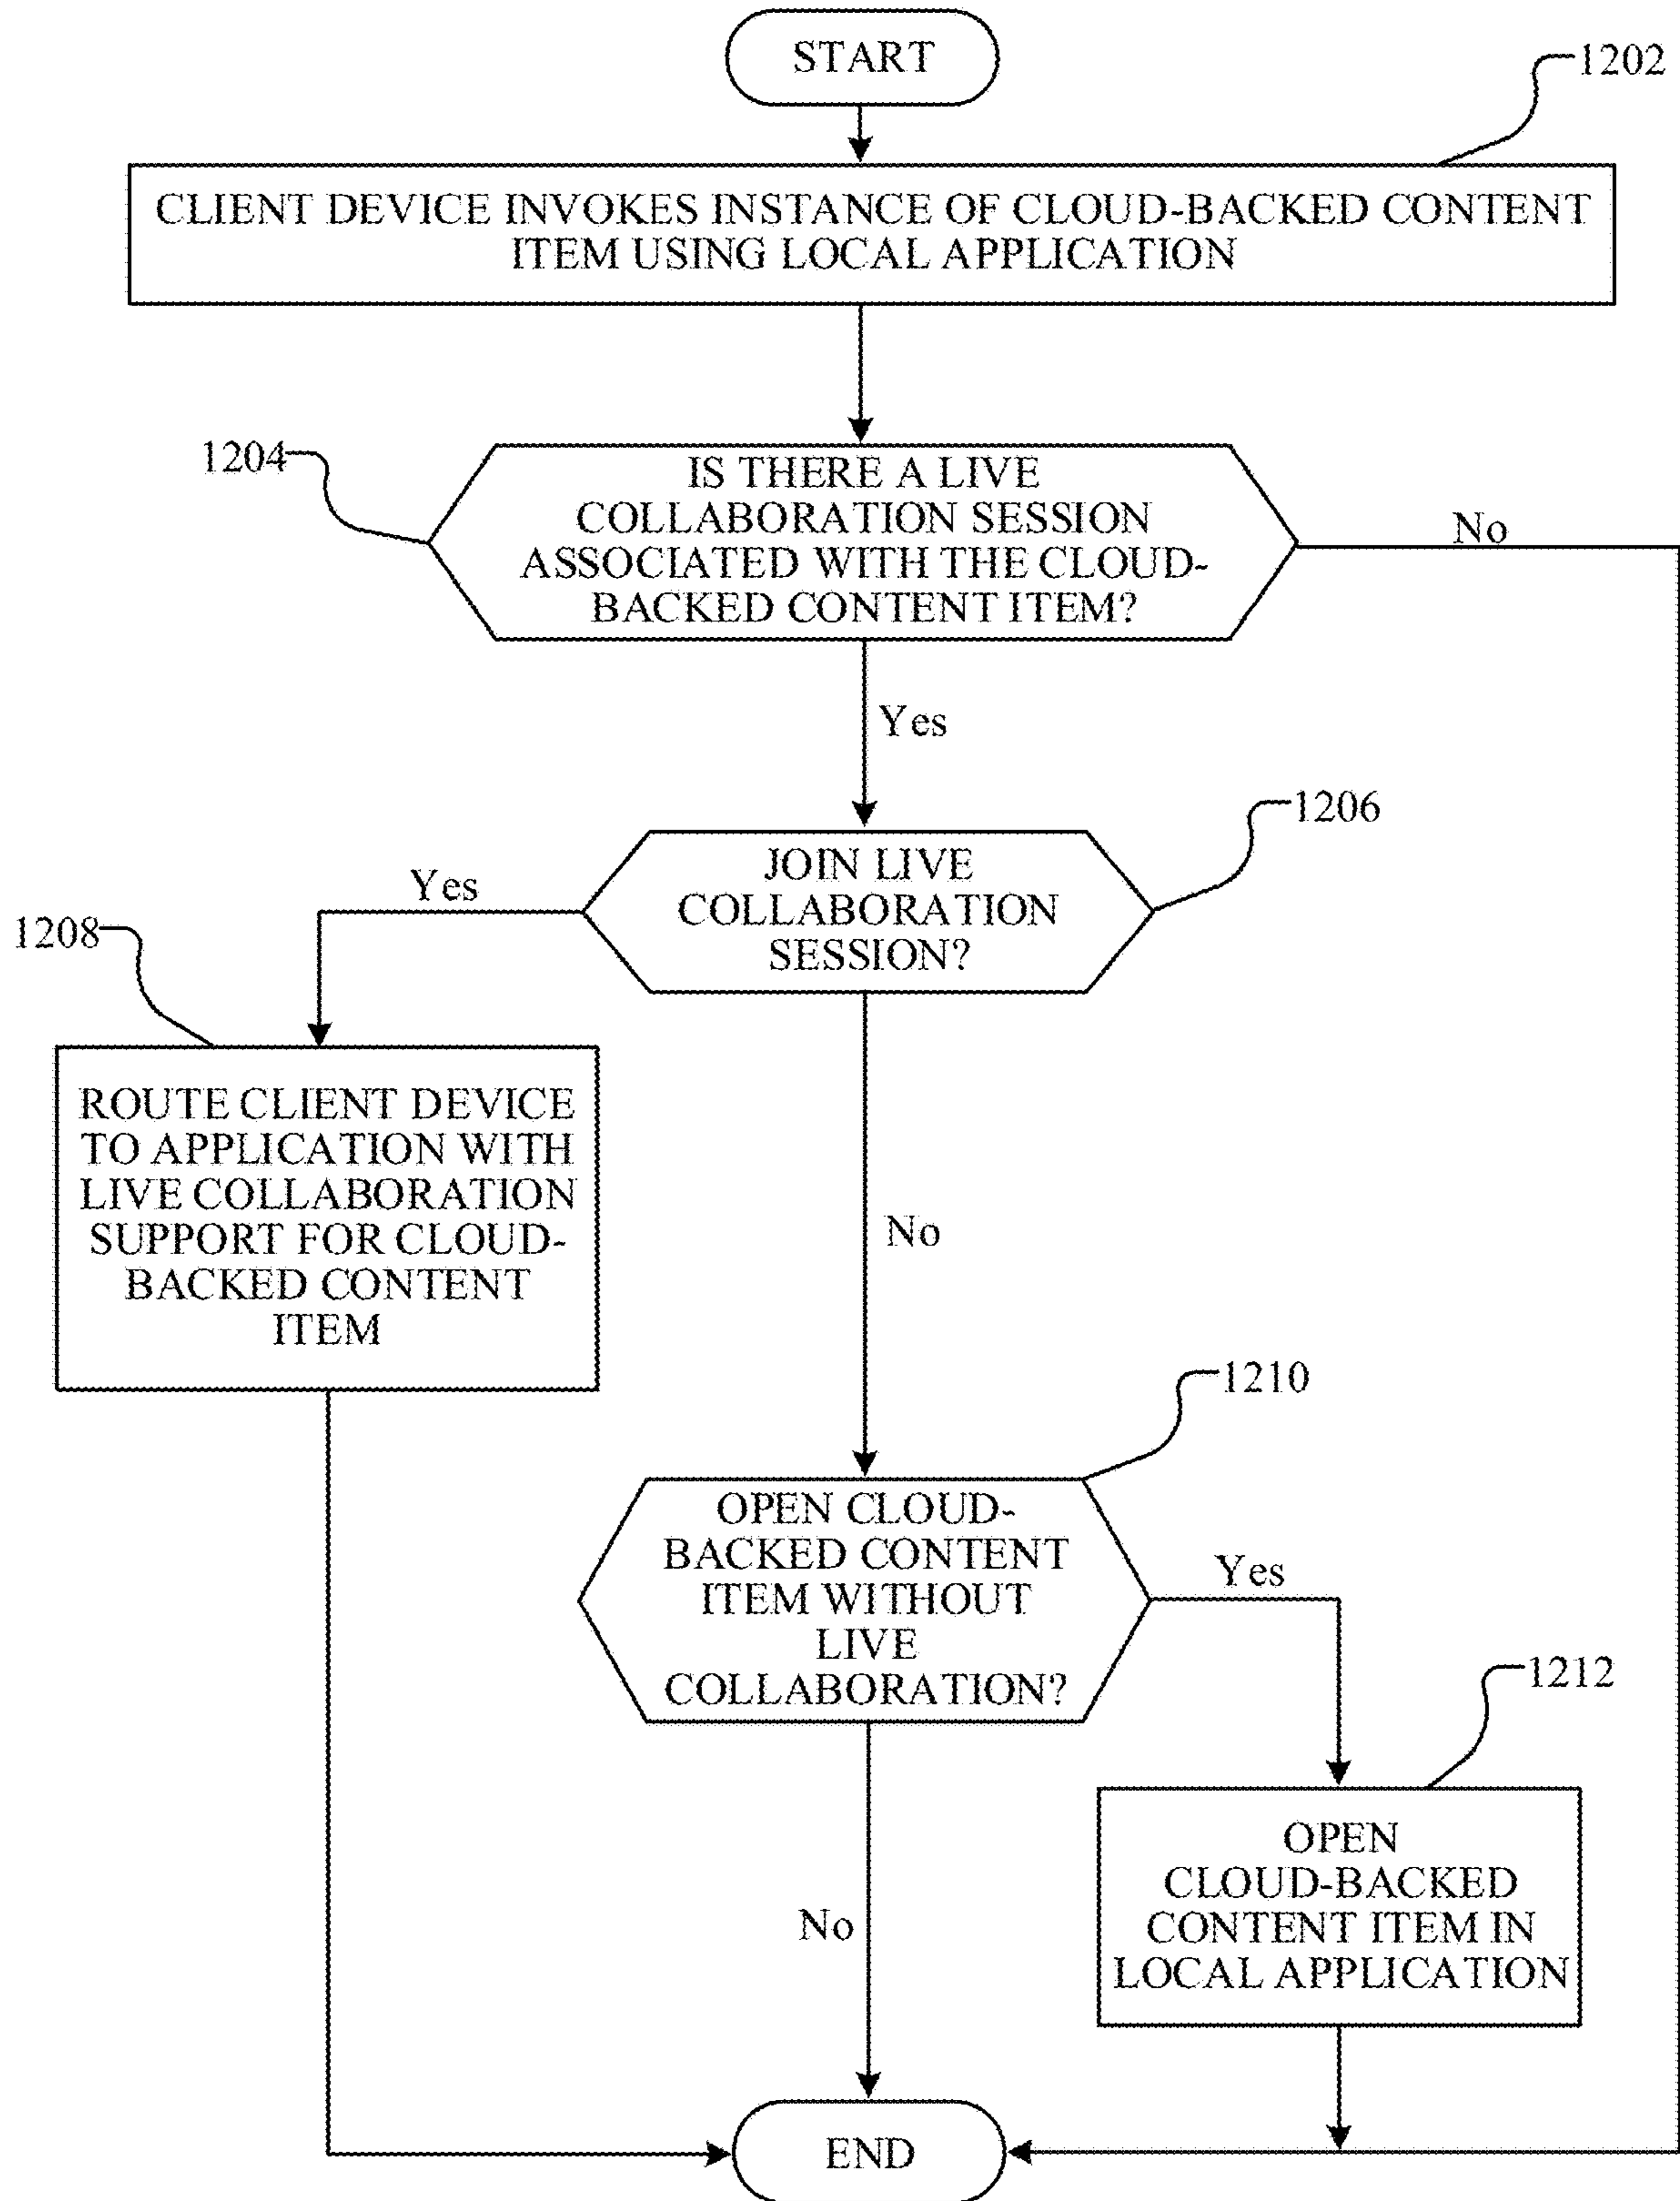 START
1202
CLIENT DEVICE INVOKES INSTANCE OF CLOUD-BACKED CONTENT
ITEM USING LOCAL APPLICATION
1204
IS THERE A LIVE
COLLABORATION SESSION
ASSOCIATED WITH THE CLOUD-
BACKED CONTENT ITEM?
No
Yes
1206
JOIN LIVE
COLLABORATION
SESSION?
Yes
1208
ROUTE CLIENT DEVICE
TO APPLICATION WITH
LIVE COLLABORATION
SUPPORT FOR CLOUD-
BACKED CONTENT
ITEM
No
1210
OPEN CLOUD-
BACKED CONTENT
ITEM WITHOUT
LIVE
COLLABORATION?
Yes
1212
OPEN
CLOUD-BACKED
CONTENT ITEM IN
LOCAL APPLICATION
No
END